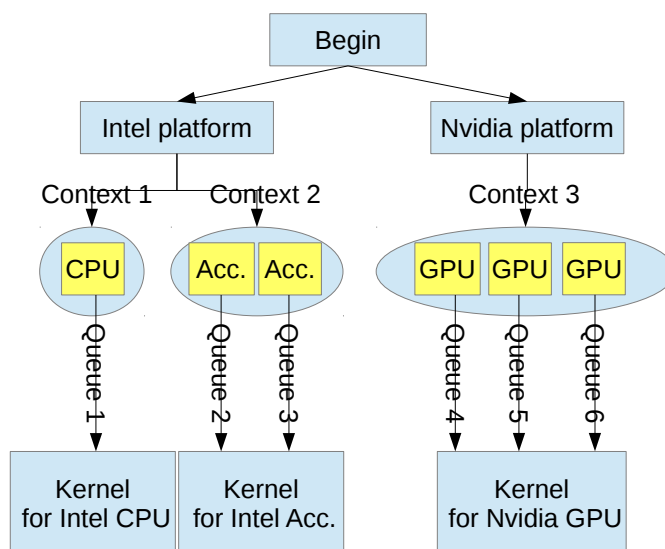 Begin
Intel platform
Nvidia platform
Context 1
Context 2
Context 3
CPU
Acc.
Acc.
GPU
GPU
GPU
Queue 1
Queue 2
Queue 3
Queue 4
Queue 5
Queue 6
Kernel
for Intel CPU
Kernel
for Intel Acc.
Kernel
for Nvidia GPU